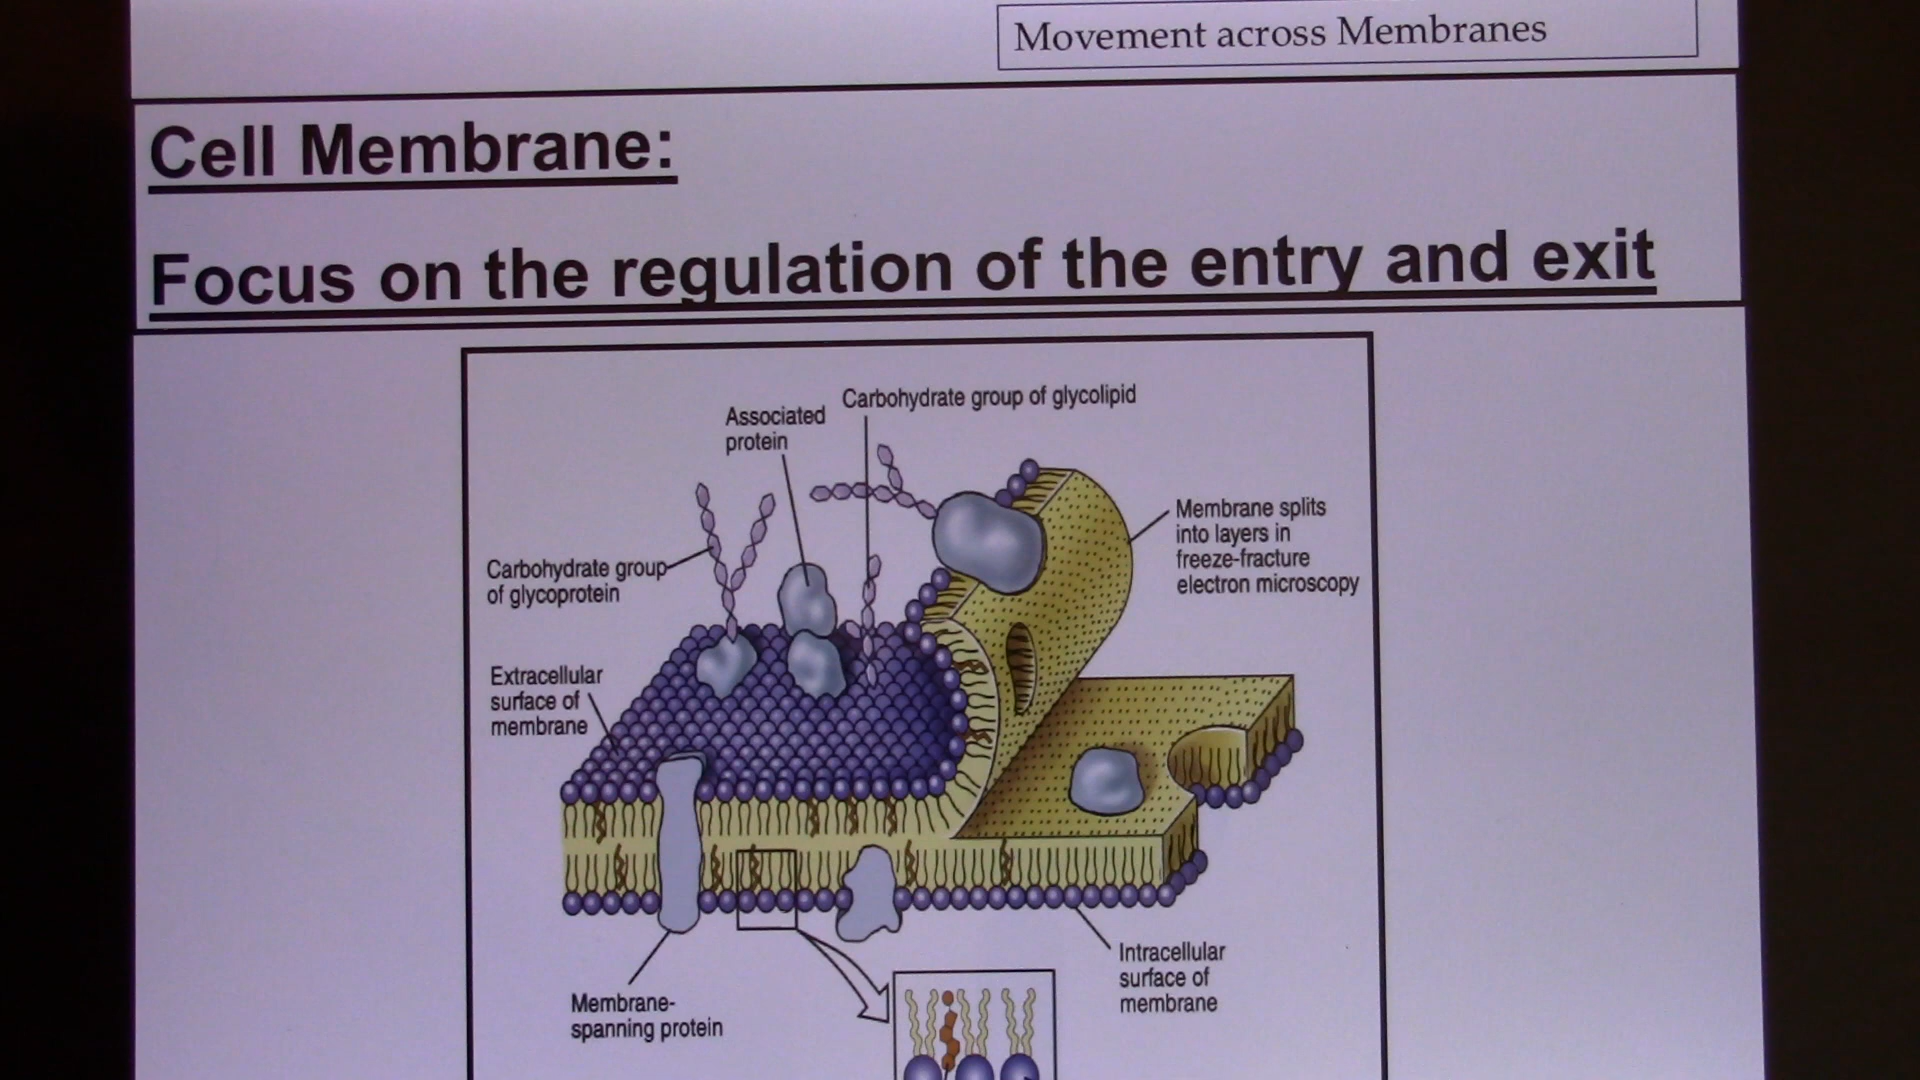 Movement across Membranes
Cell Membrane:
Focus on the regulation of the entry and exit
Carbohydrate group of glycolipid
Associated
protein
Membrane splits
into layers in
freeze-fracture
electron microscopy
Carbohydrate group
of glycoprotein
Extracellular
surface of
membrane
Intracellular
surface of
membrane
Membrane-
spanning protein